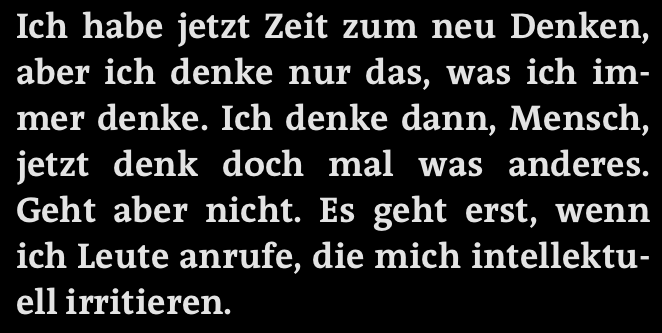 Ich habe jetzt Zeit zum neu Denken,
aber ich denke nur das, was ich im-
mer denke. Ich denke dann, Mensch,
jetzt denk doch mal was anderes.
Geht aber nicht. Es geht erst, wenn
ich Leute anrufe, die mich intellektu-
ell irritieren.